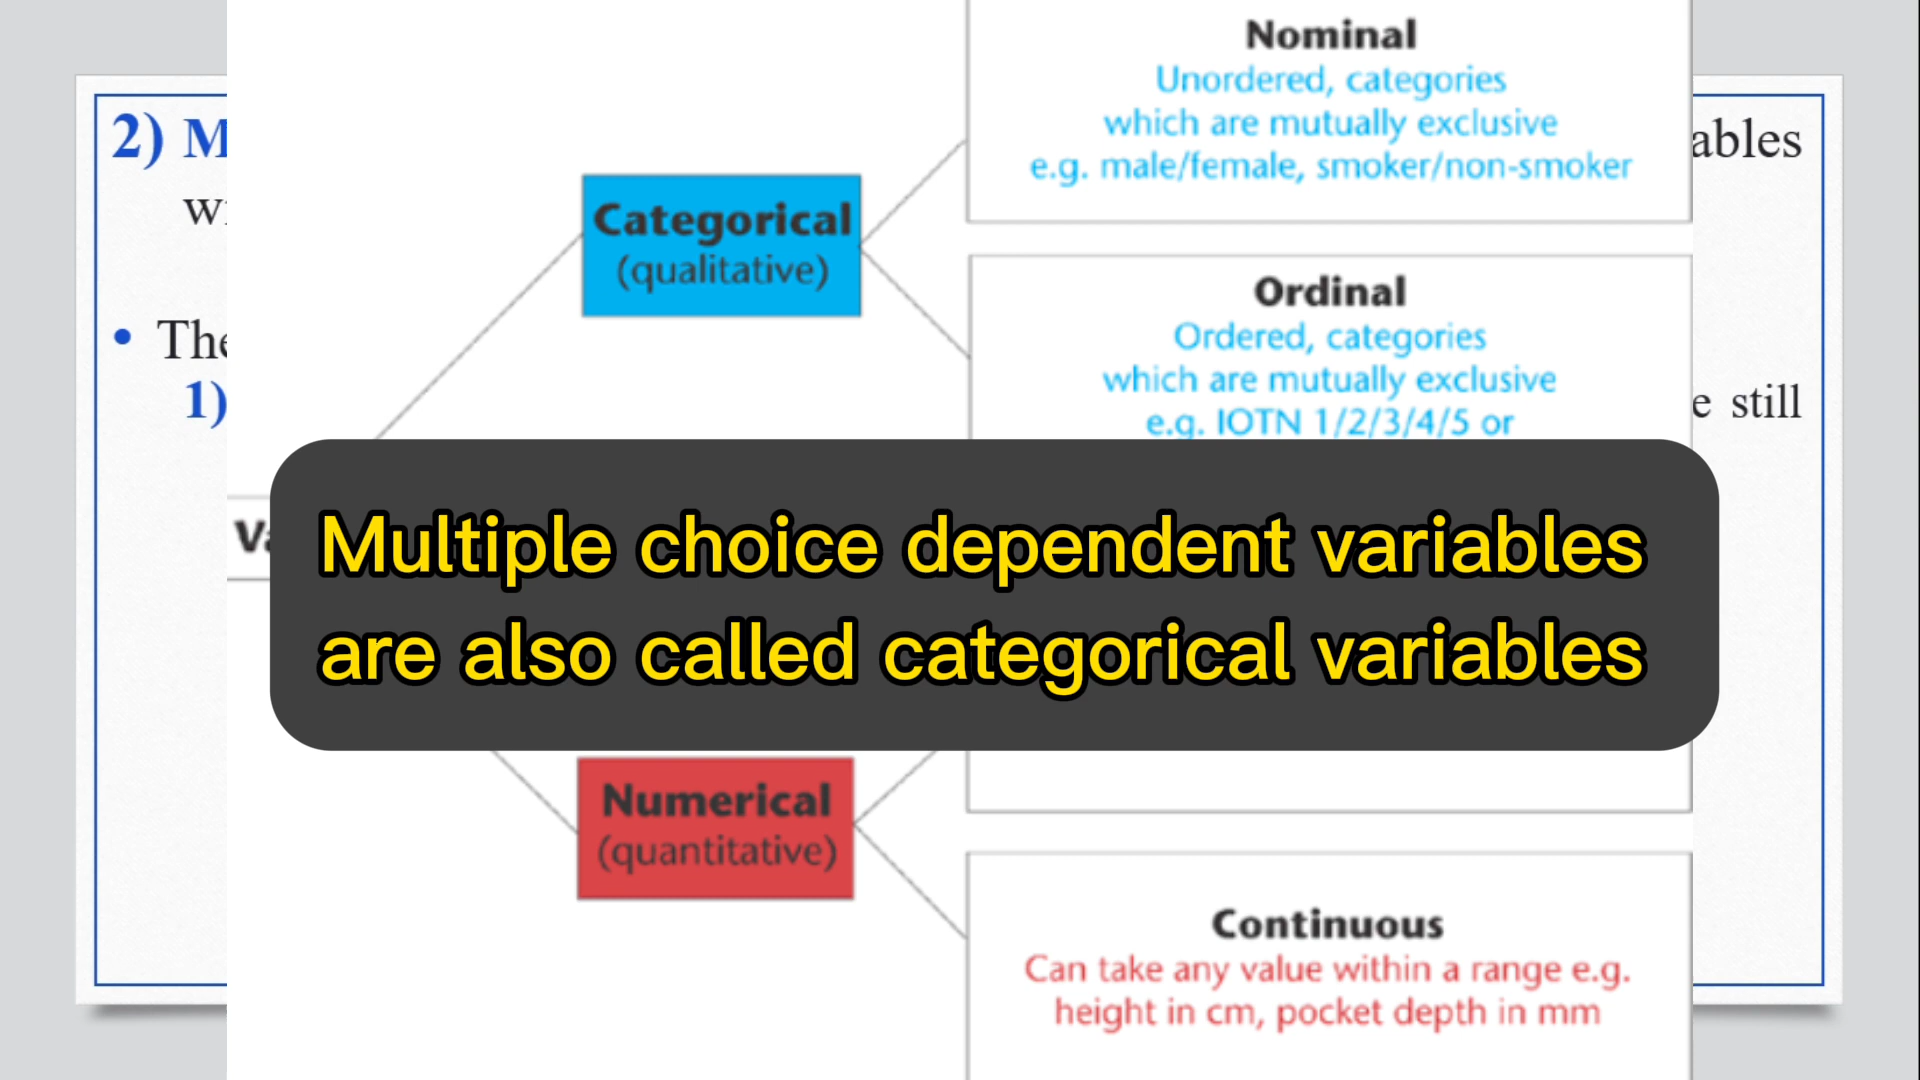 Nominal
Unordered, categories
which are mutually exclusive
e.g. male/female, smoker/non-smoker
2)
ables
Categorical
(qualitative)
Ordinal
Ordered, categories
which are mutually exclusive
e.g. IOTN 1/2/3/4/5 or
1)
still
Multiple choice dependent variables
are also called categorical variables
Numerical
(quantitative)
Continuous
Can take any value within a range e.g.
height in cm, pocket depth in mm